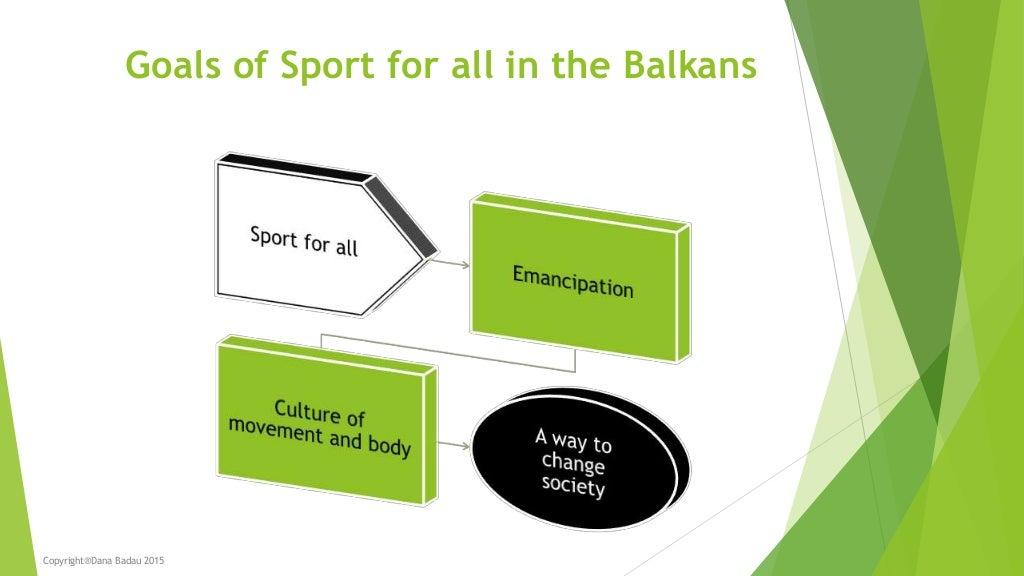 Goals of Sport for all in the Balkans
Sport for all
Emancipation
Culture of
movement and body
A way to
change
society
Copyright®Dana Badau 2015